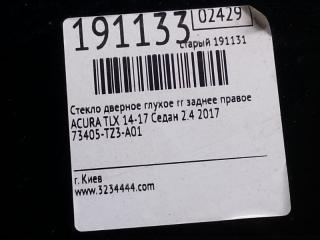 191133
02429
старый 191131
Стекло дверное глухое rr заднее правое
ACURA TLX 14-17 Седан 2.4 2017
73405-TZ3-A01
г. Киев
www.3234444.com